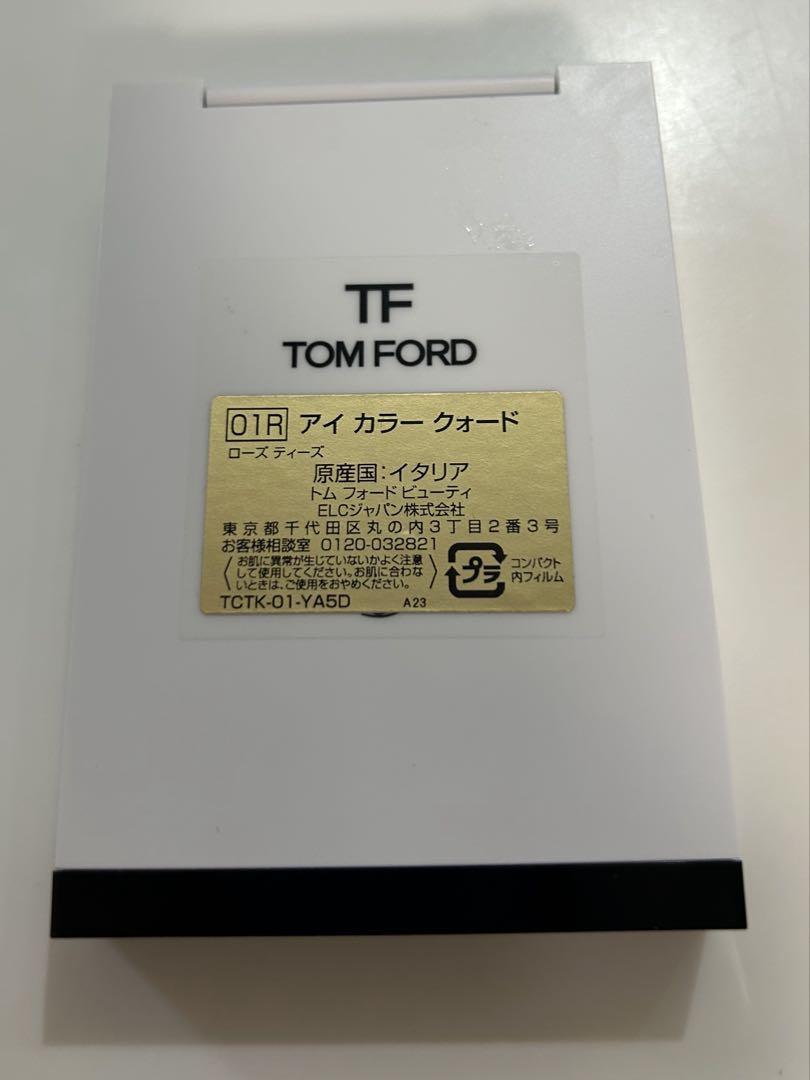 TF
TOM FORD
01R アイ カラー クォード
ローズ ティーズ
原産国:イタリア
トム フォード ビューティ
ELCジャパン株式会社
東京都千代田区丸の内3丁目2番3号
お客様相談室 0120-032821
〈お肌に異常が生じていないかよく注意
して使用してください。お肌に合わな
いときは、ご使用をおやめください。〉
プラ
コンパクト
内フィルム
TCTK-01-YA5D A23